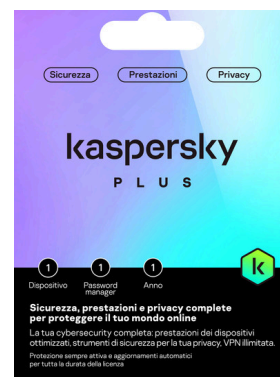 Sicurezza Prestazioni Privacy
kaspersky
PLUS
1 1 1
Dispositivo Password manager Anno
Sicurezza, prestazioni e privacy complete
per proteggere il tuo mondo online
La tua cybersecurity completa: prestazioni dei dispositivi
ottimizzati, strumenti di sicurezza per la tua privacy, VPN illimitata.
Protezione sempre attiva e aggiornamenti automatici
per tutta la durata della licenza